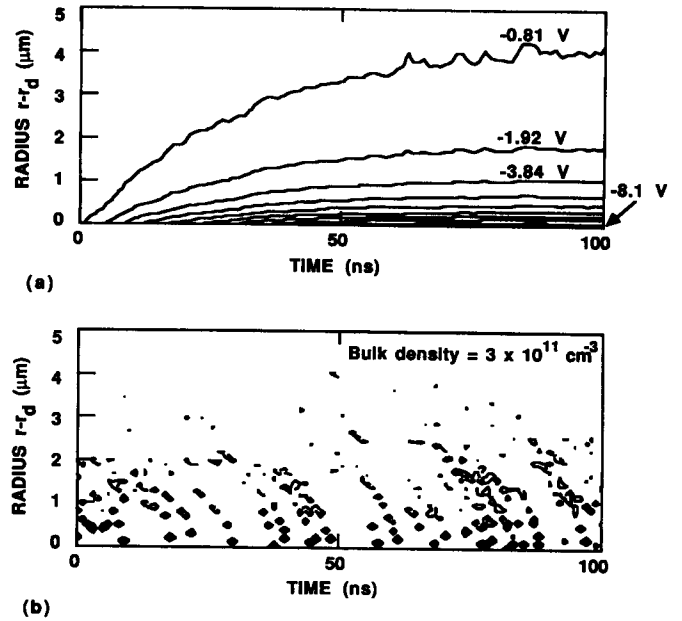 5
4
3
2
1
0
RADIUS r-r_d (μm)
-0.81 V
-1.92 V
-3.84 V
-8.1 V
0
50
100
TIME (ns)
(a)
5
4
3
2
1
0
RADIUS r-r_d (μm)
Bulk density = 3 x 10^11 cm^-3
0
50
100
TIME (ns)
(b)